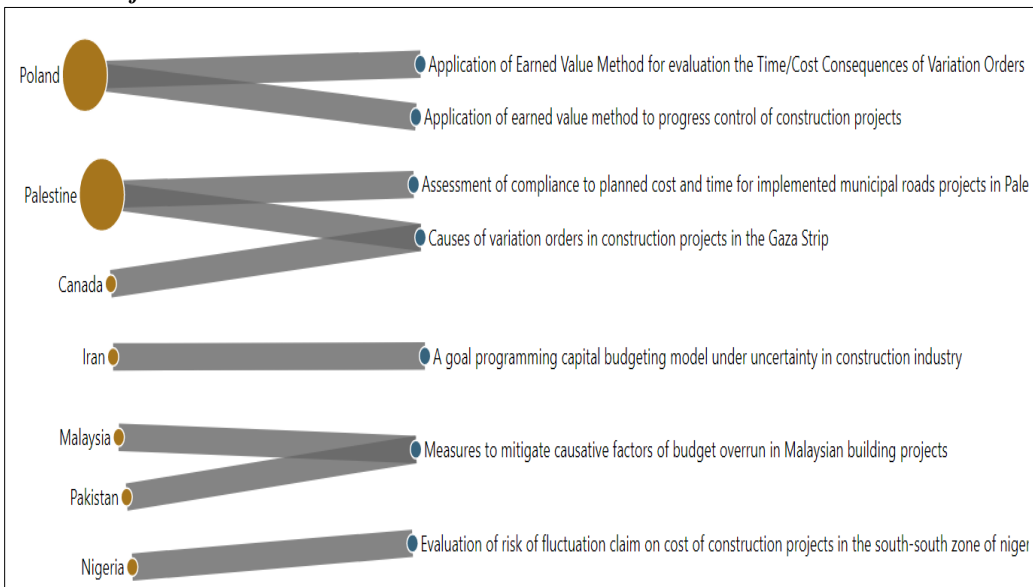 Poland
Application of Earned Value Method for evaluation the Time/Cost Consequences of Variation Orders
Application of earned value method to progress control of construction projects
Palestine
Assessment of compliance to planned cost and time for implemented municipal roads projects in Pale
Causes of variation orders in construction projects in the Gaza Strip
Canada
Iran
A goal programming capital budgeting model under uncertainty in construction industry
Malaysia
Measures to mitigate causative factors of budget overrun in Malaysian building projects
Pakistan
Evaluation of risk of fluctuation claim on cost of construction projects in the south-south zone of niger
Nigeria